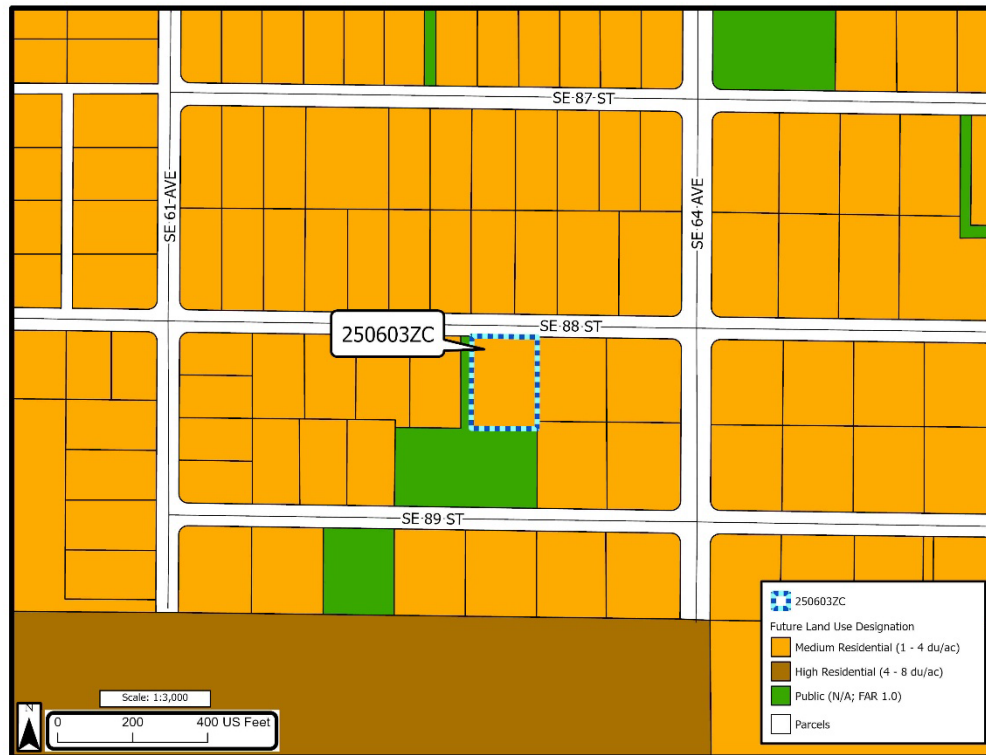 SE 87 ST
SE 61 AVE
SE 64 AVE
250603ZC
SE 88 ST
SE 89 ST
250603ZC
Future Land Use Designation
Medium Residential (1 - 4 du/ac)
High Residential (4 - 8 du/ac)
Public (N/A; FAR 1.0)
Parcels
Scale: 1:3,000
N
0 200 400 US Feet